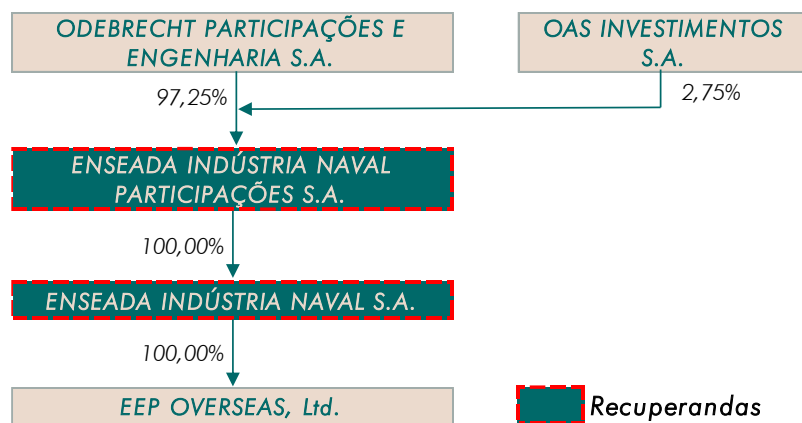 ODEBRECHT PARTICIPAÇÕES E
ENGENHARIA S.A.
OAS INVESTIMENTOS
S.A.
97,25%
2,75%
ENSEADA INDÚSTRIA NAVAL
PARTICIPAÇÕES S.A.
100,00%
ENSEADA INDÚSTRIA NAVAL S.A.
100,00%
EEP OVERSEAS, Ltd.
Recuperandas